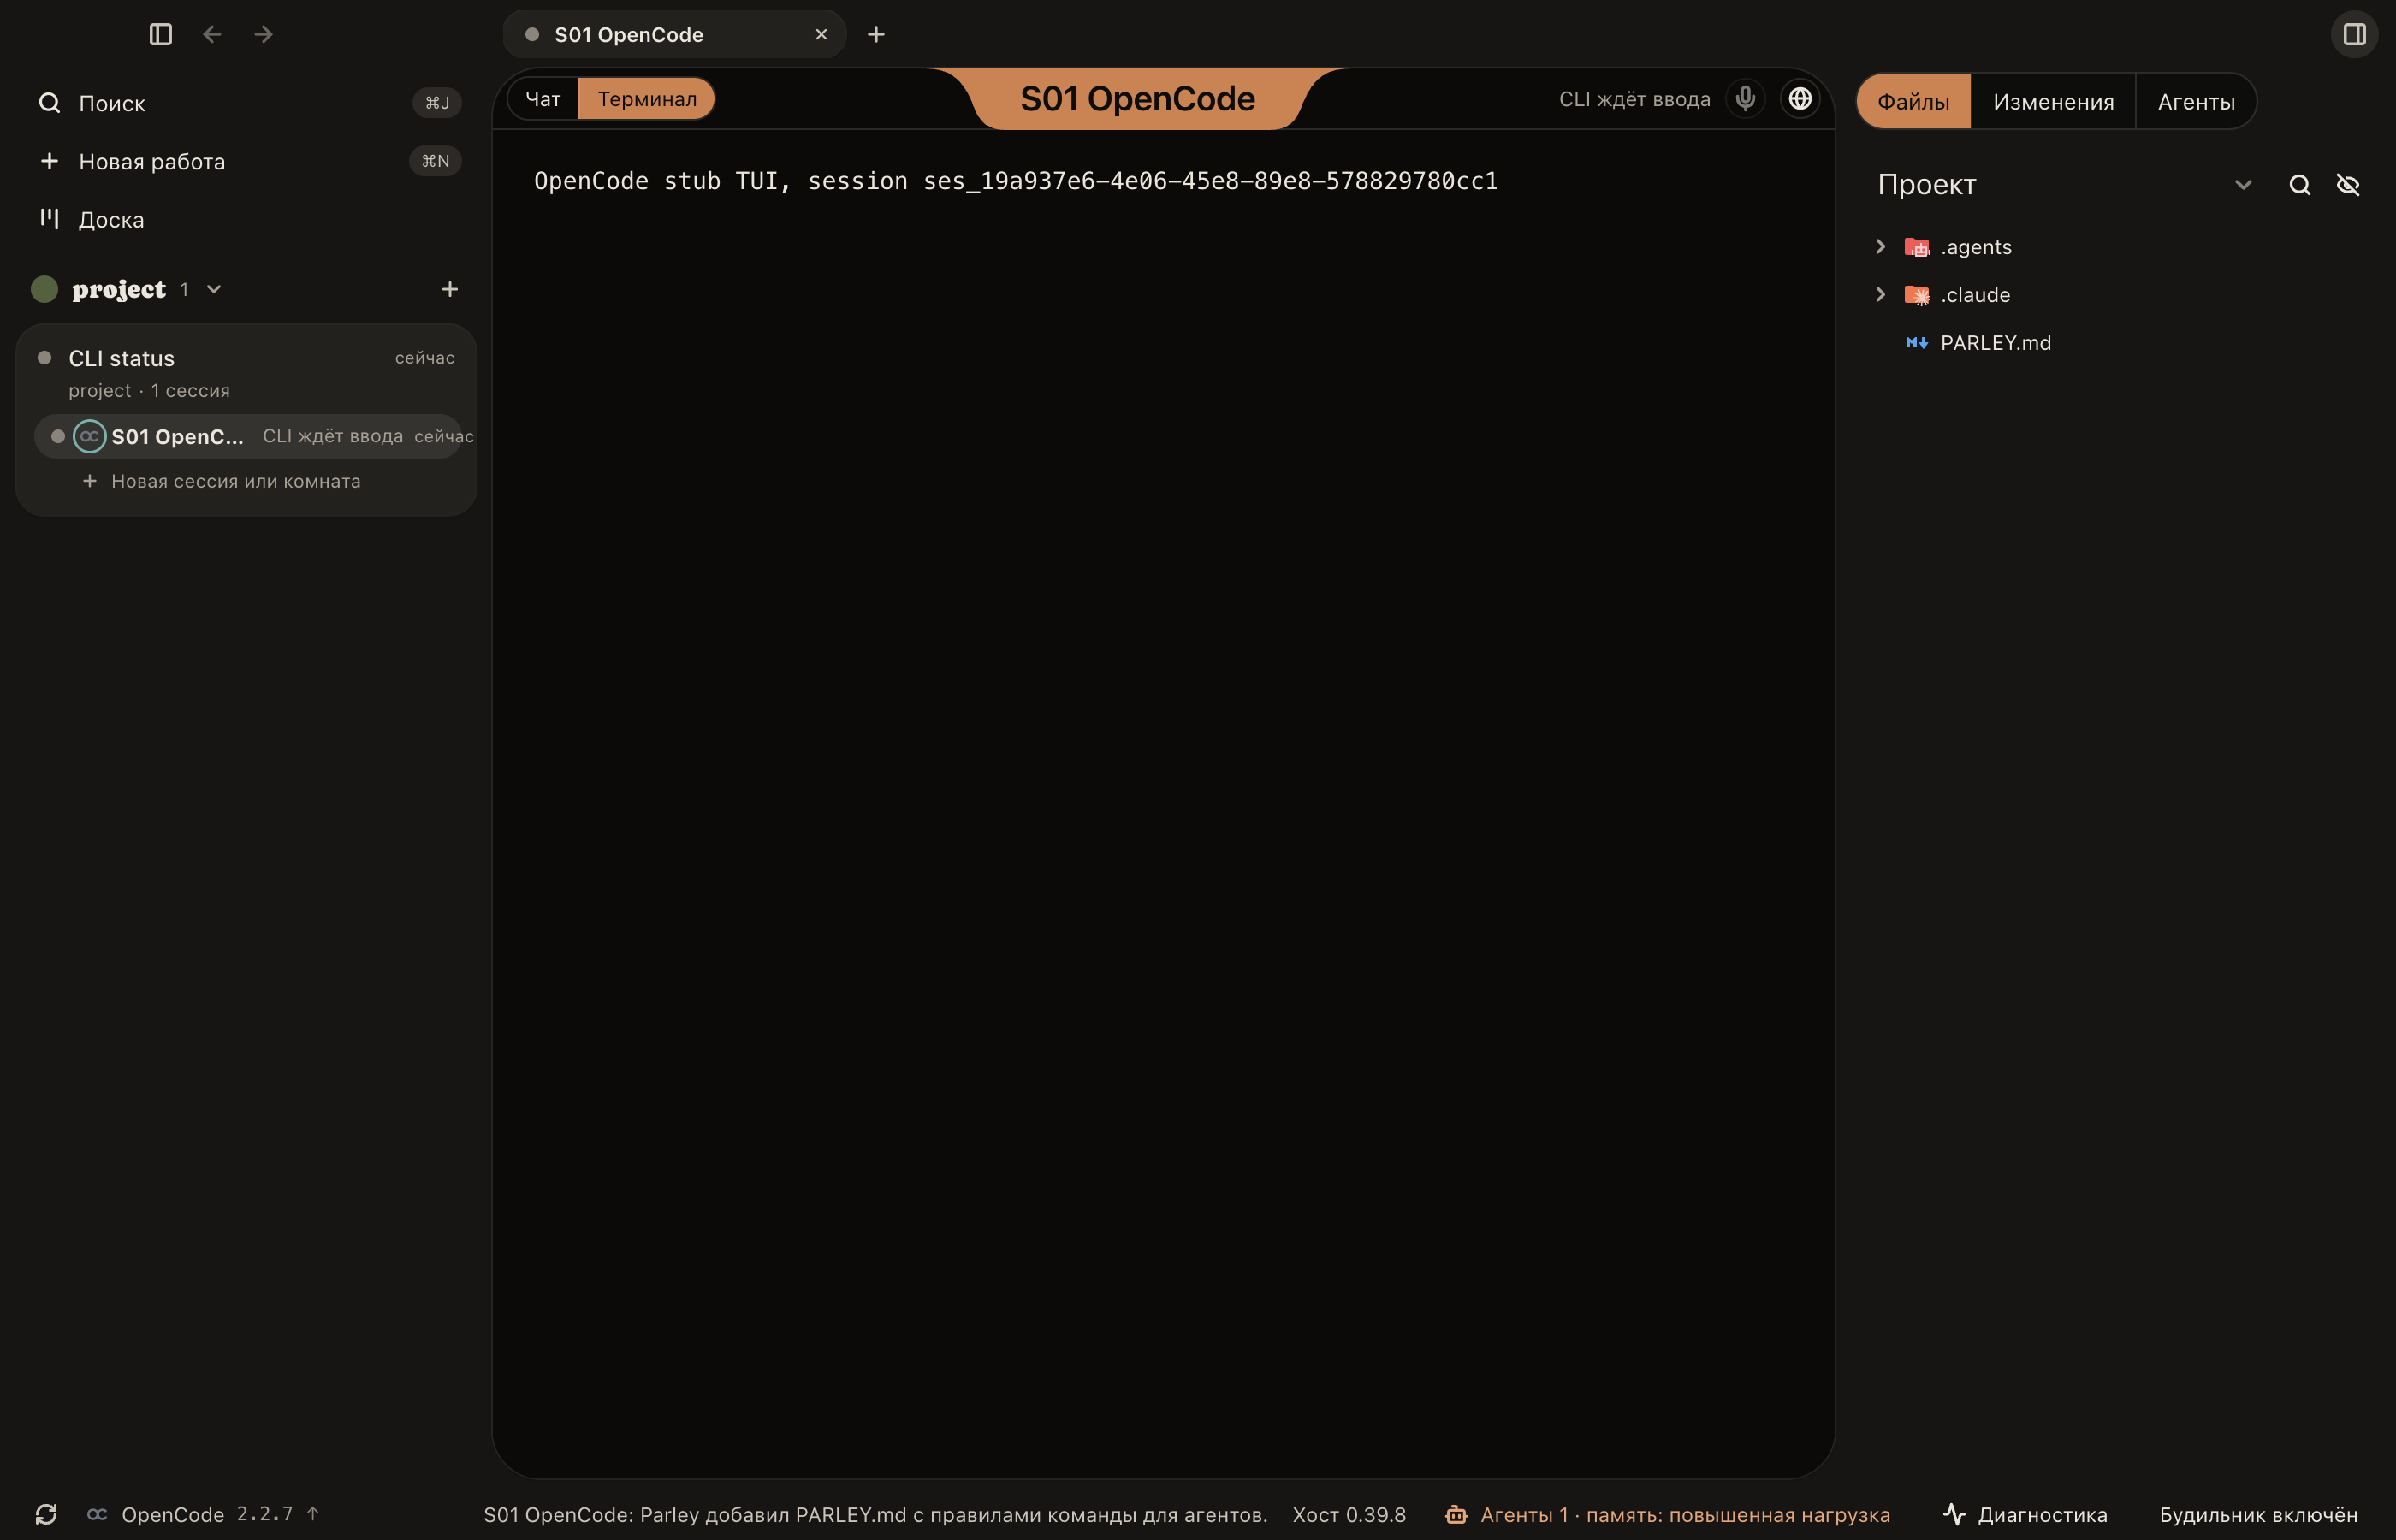 S01 OpenCode
Поиск ⌘J
Новая работа ⌘N
Доска
project 1
CLI status сейчас
project · 1 сессия
S01 OpenC... CLI ждёт ввода сейчас
Новая сессия или комната
Чат Терминал
S01 OpenCode
CLI ждёт ввода
OpenCode stub TUI, session ses_19a937e6-4e06-45e8-89e8-578829780cc1
Файлы Изменения Агенты
Проект
.agents
.claude
PARLEY.md
OpenCode 2.2.7 ↑
S01 OpenCode: Parley добавил PARLEY.md с правилами команды для агентов.
Хост 0.39.8
Агенты 1 · память: повышенная нагрузка
Диагностика
Будильник включён